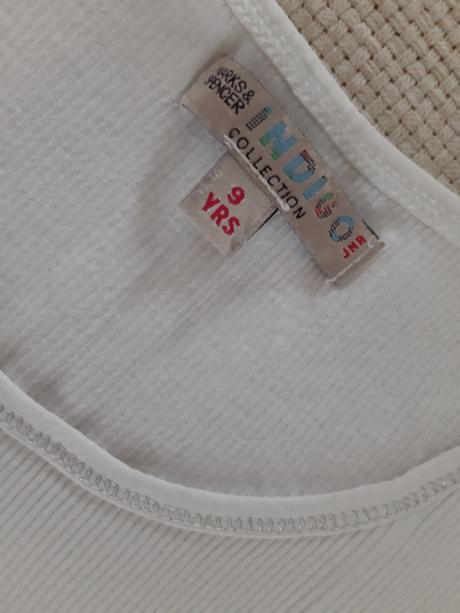 MARKS &
SPENCER
INDIGO
COLLECTION
JNR
9
YRS